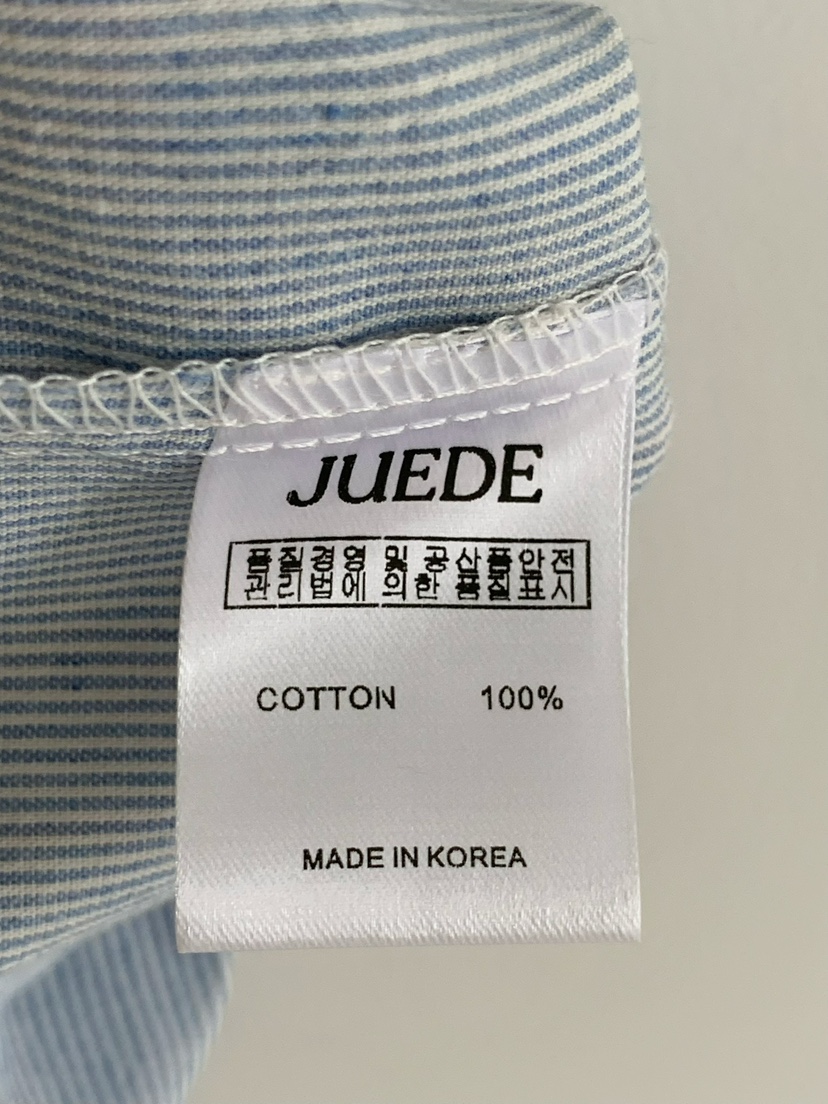 JUEDE
품질경영 및 공산품안전
관리법에 의한 품질표시
COTTON 100%
MADE IN KOREA